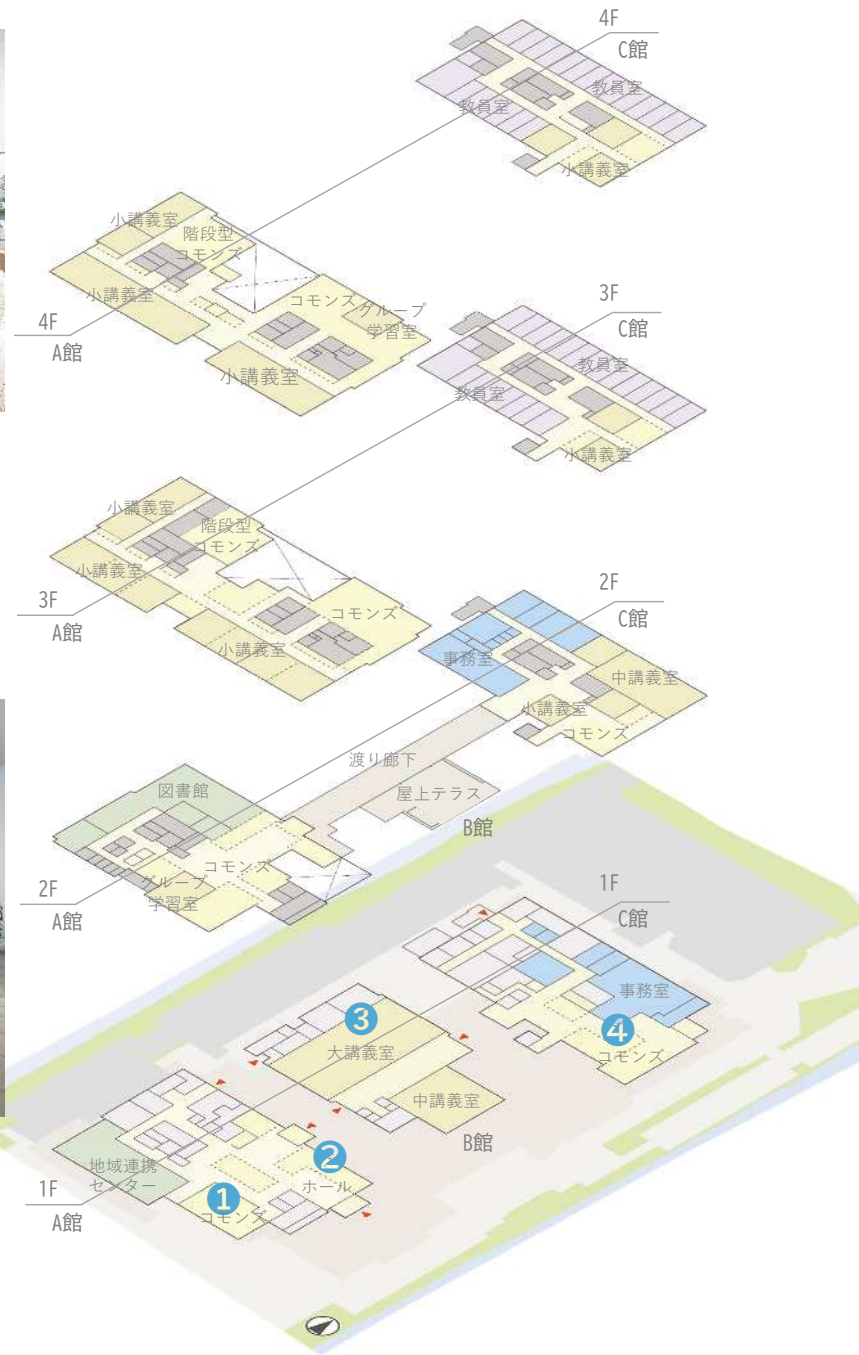 4F
C館
教員室
教員室
小講義室
小講義室
階段型
コモンズ
小講義室
コモンズ
グループ
学習室
小講義室
4F
A館
3F
C館
教員室
教員室
小講義室
小講義室
階段型
コモンズ
小講義室
コモンズ
小講義室
3F
A館
2F
C館
事務室
中講義室
小講義室
コモンズ
渡り廊下
屋上テラス
B館
図書館
コモンズ
グループ
学習室
2F
A館
1F
C館
事務室
4
コモンズ
3
大講義室
中講義室
B館
2
ホール
地域連携
センター
1
コモンズ
1F
A館